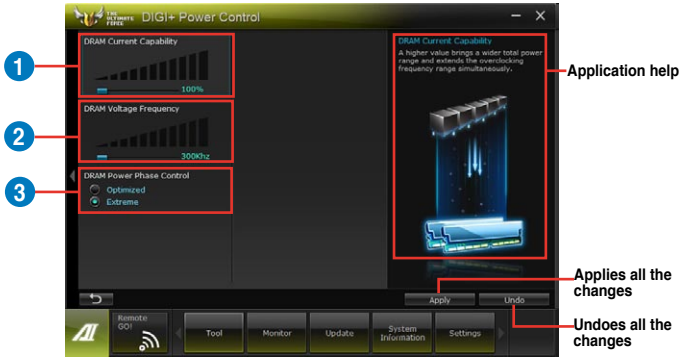 THE ULTIMATE FORCE DIGI+ Power Control
1
DRAM Current Capability
100%
2
DRAM Voltage Frequency
300Khz
3
DRAM Power Phase Control
Optimized
Extreme
DRAM Current Capability
A higher value brings a wider total power
range and extends the overclocking
frequency range simultaneously.
Application help
Apply
Undo
Applies all the
changes
Undoes all the
changes
AI
Remote
GO!
Tool
Monitor
Update
System
Information
Settings